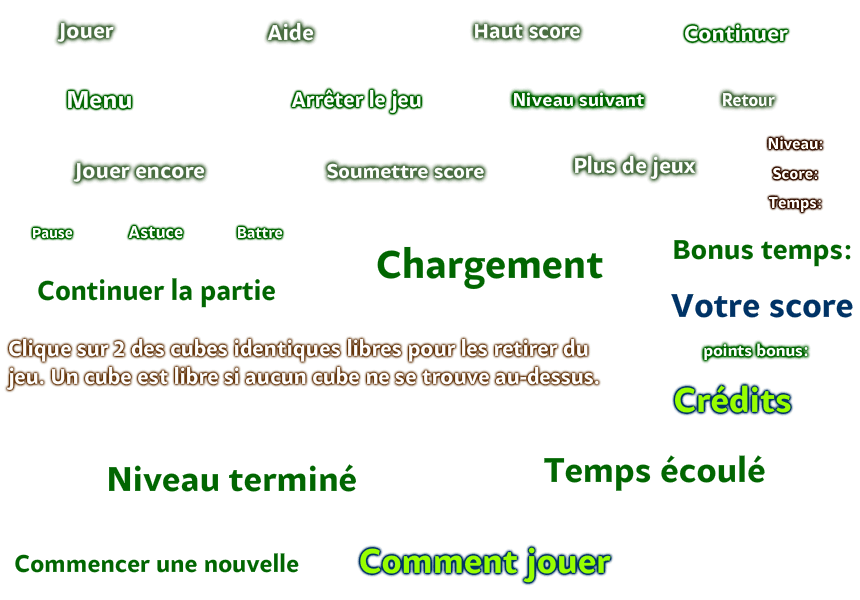 Jouer
Aide
Haut score
Continuer
Menu
Arrêter le jeu
Niveau suivant
Retour
Niveau:
Jouer encore
Soumettre score
Plus de jeux
Score:
Temps:
Pause
Astuce
Battre
Chargement
Bonus temps:
Continuer la partie
Votre score
Clique sur 2 des cubes identiques libres pour les retirer du
jeu. Un cube est libre si aucun cube ne se trouve au-dessus.
points bonus:
Crédits
Niveau terminé
Temps écoulé
Commencer une nouvelle
Comment jouer